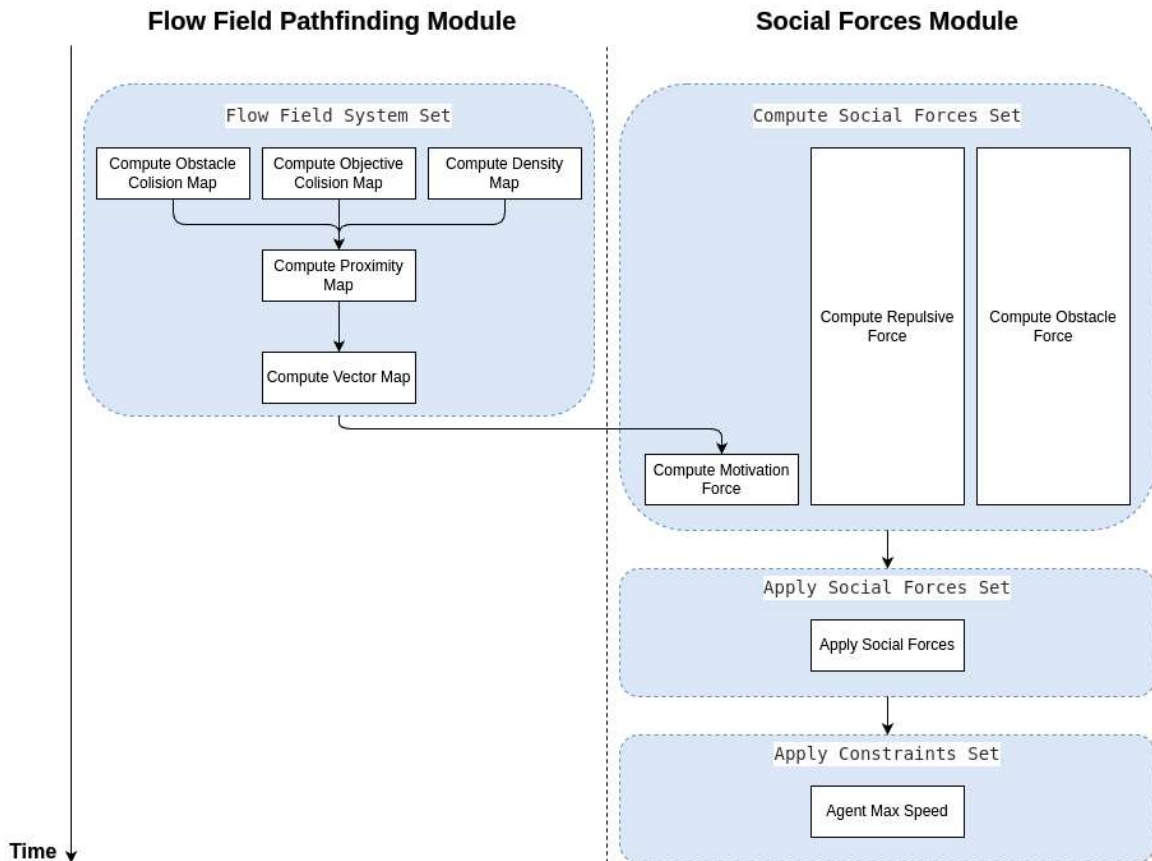 Flow Field Pathfinding Module
Social Forces Module
Flow Field System Set
Compute Obstacle
Colision Map
Compute Objective
Colision Map
Compute Density
Map
Compute Proximity
Map
Compute Vector Map
Compute Social Forces Set
Compute Repulsive
Force
Compute Obstacle
Force
Compute Motivation
Force
Apply Social Forces Set
Apply Social Forces
Apply Constraints Set
Agent Max Speed
Time